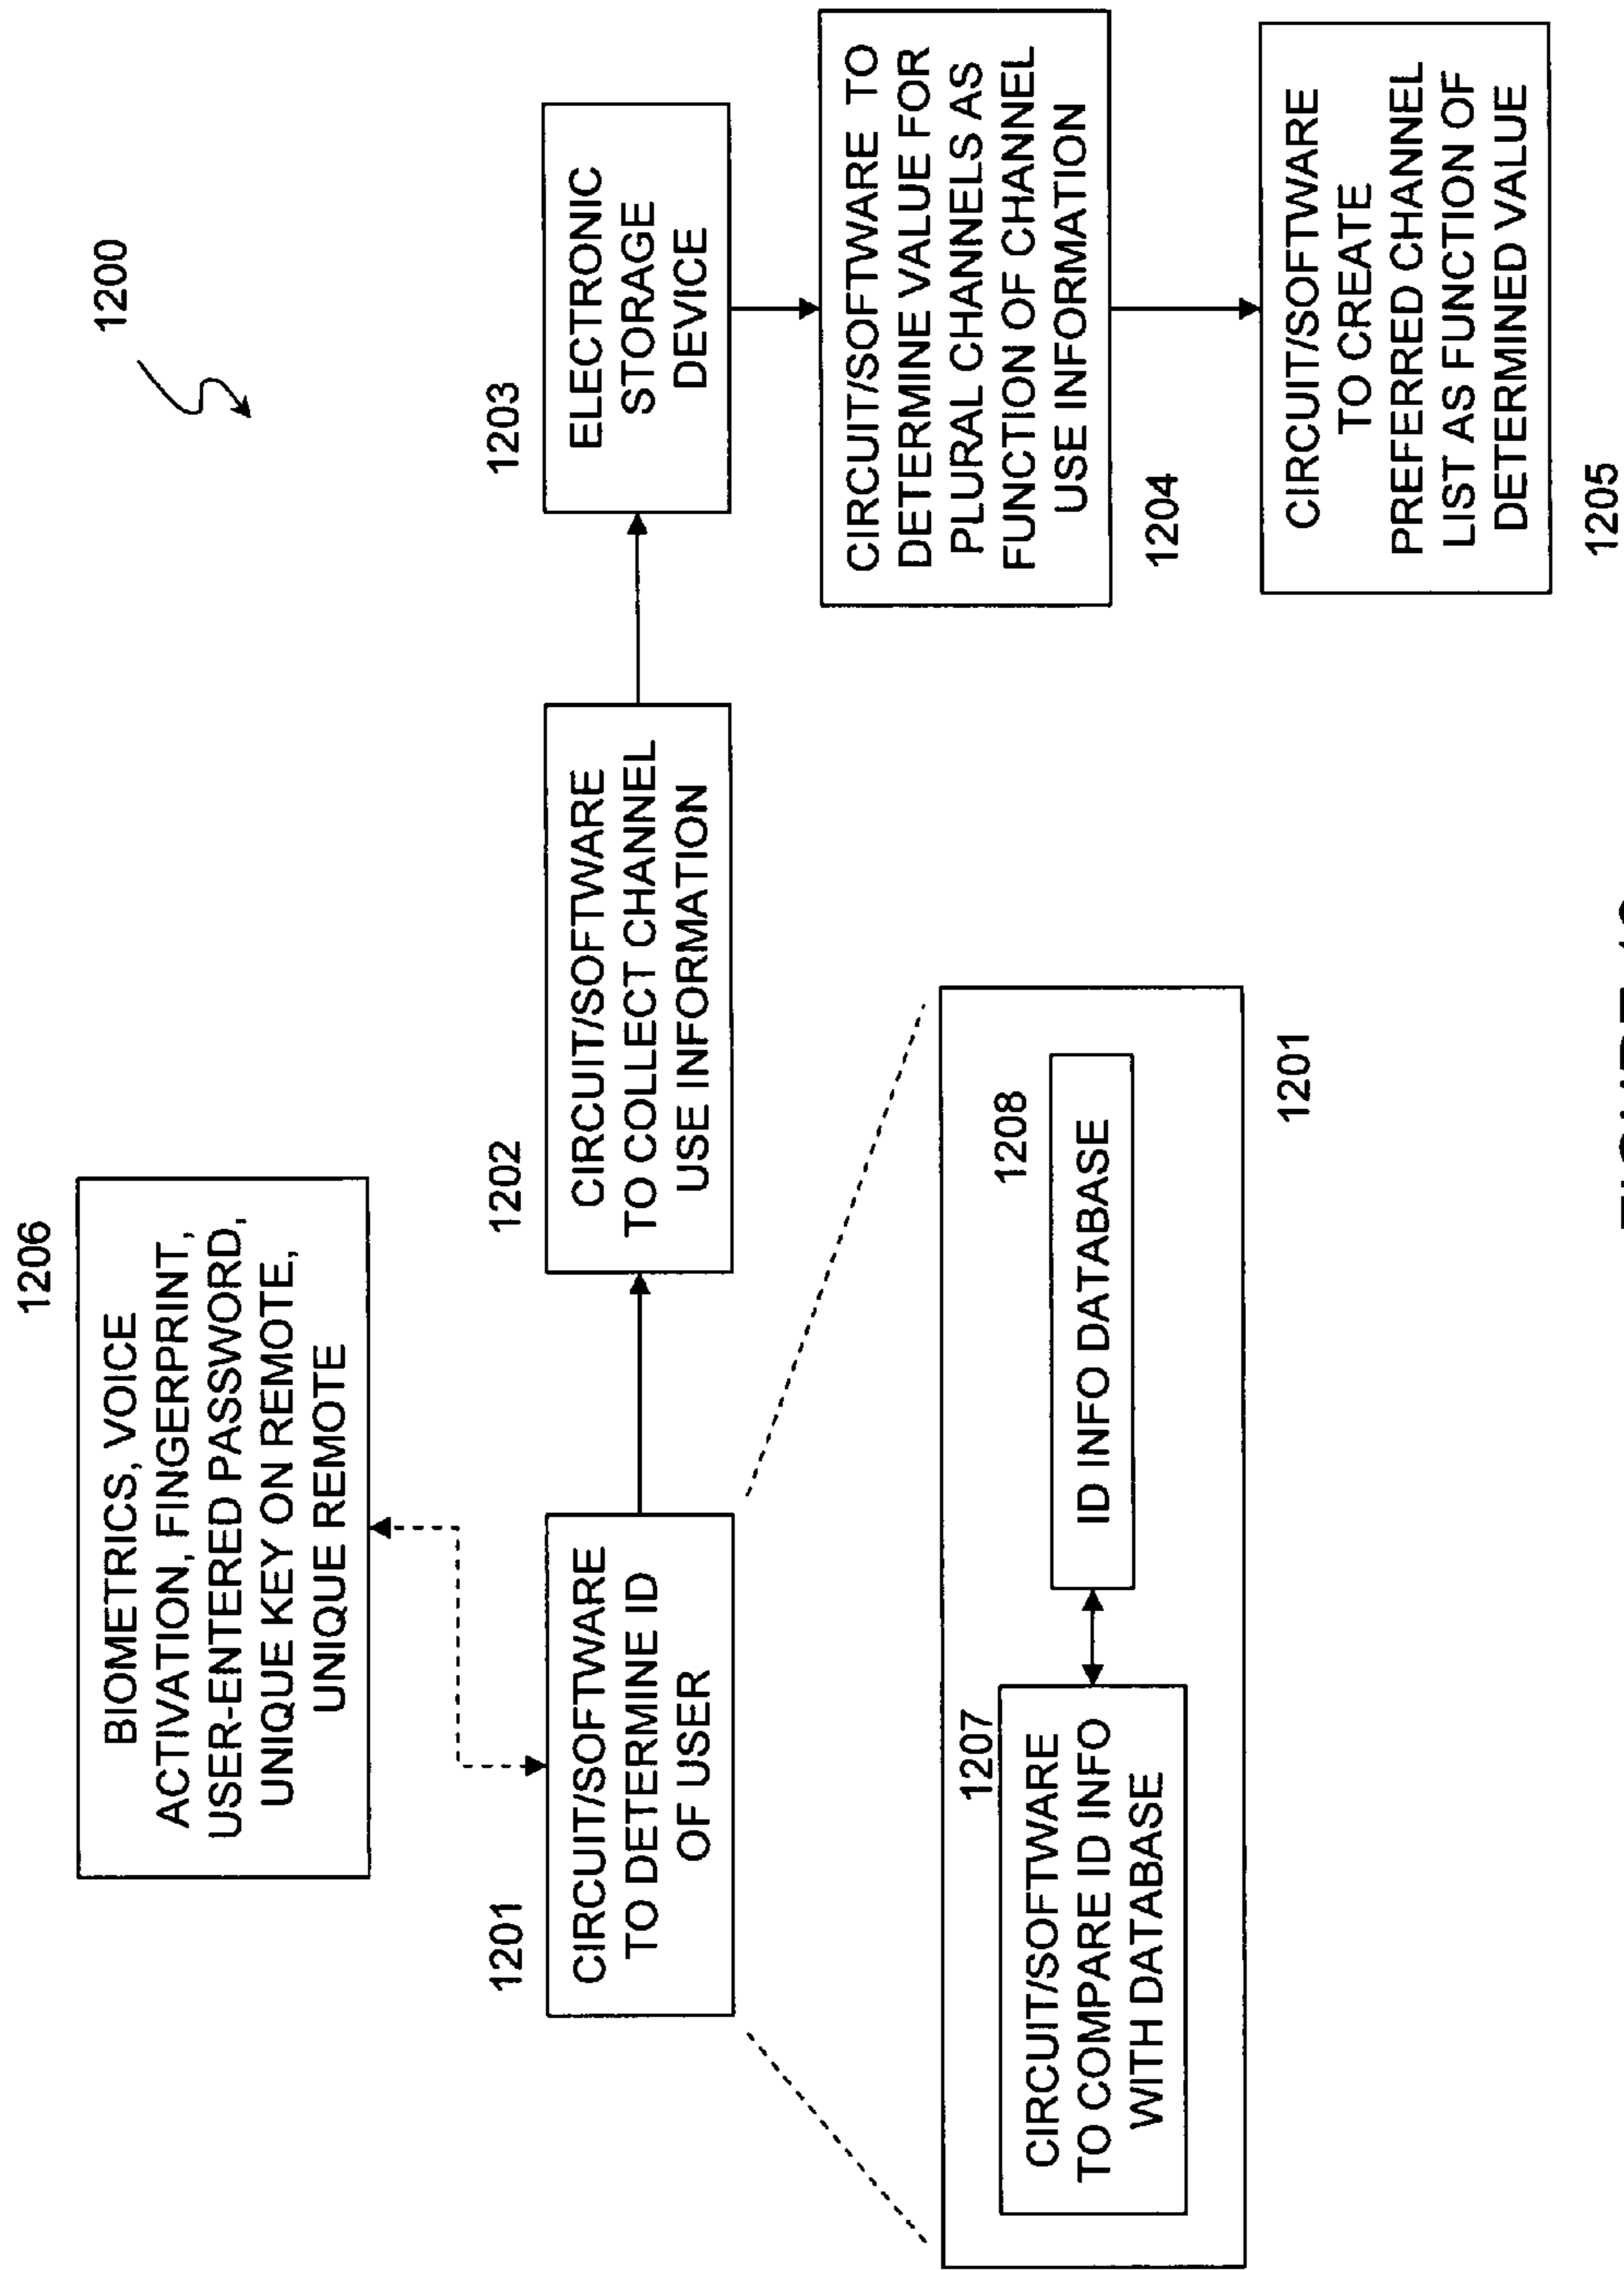 1200
1206
BIOMETRICS, VOICE
ACTIVATION, FINGERPRINT,
USER-ENTERED PASSWORD,
UNIQUE KEY ON REMOTE,
UNIQUE REMOTE
1201
CIRCUIT/SOFTWARE
TO DETERMINE ID
OF USER
1202
CIRCUIT/SOFTWARE
TO COLLECT CHANNEL
USE INFORMATION
1203
ELECTRONIC
STORAGE
DEVICE
CIRCUIT/SOFTWARE TO
DETERMINE VALUE FOR
PLURAL CHANNELS AS
FUNCTION OF CHANNEL
USE INFORMATION
1204
CIRCUIT/SOFTWARE
TO CREATE
PREFERRED CHANNEL
LIST AS FUNCTION OF
DETERMINED VALUE
1205
1207
CIRCUIT/SOFTWARE
TO COMPARE ID INFO
WITH DATABASE
1208
ID INFO DATABASE
1201